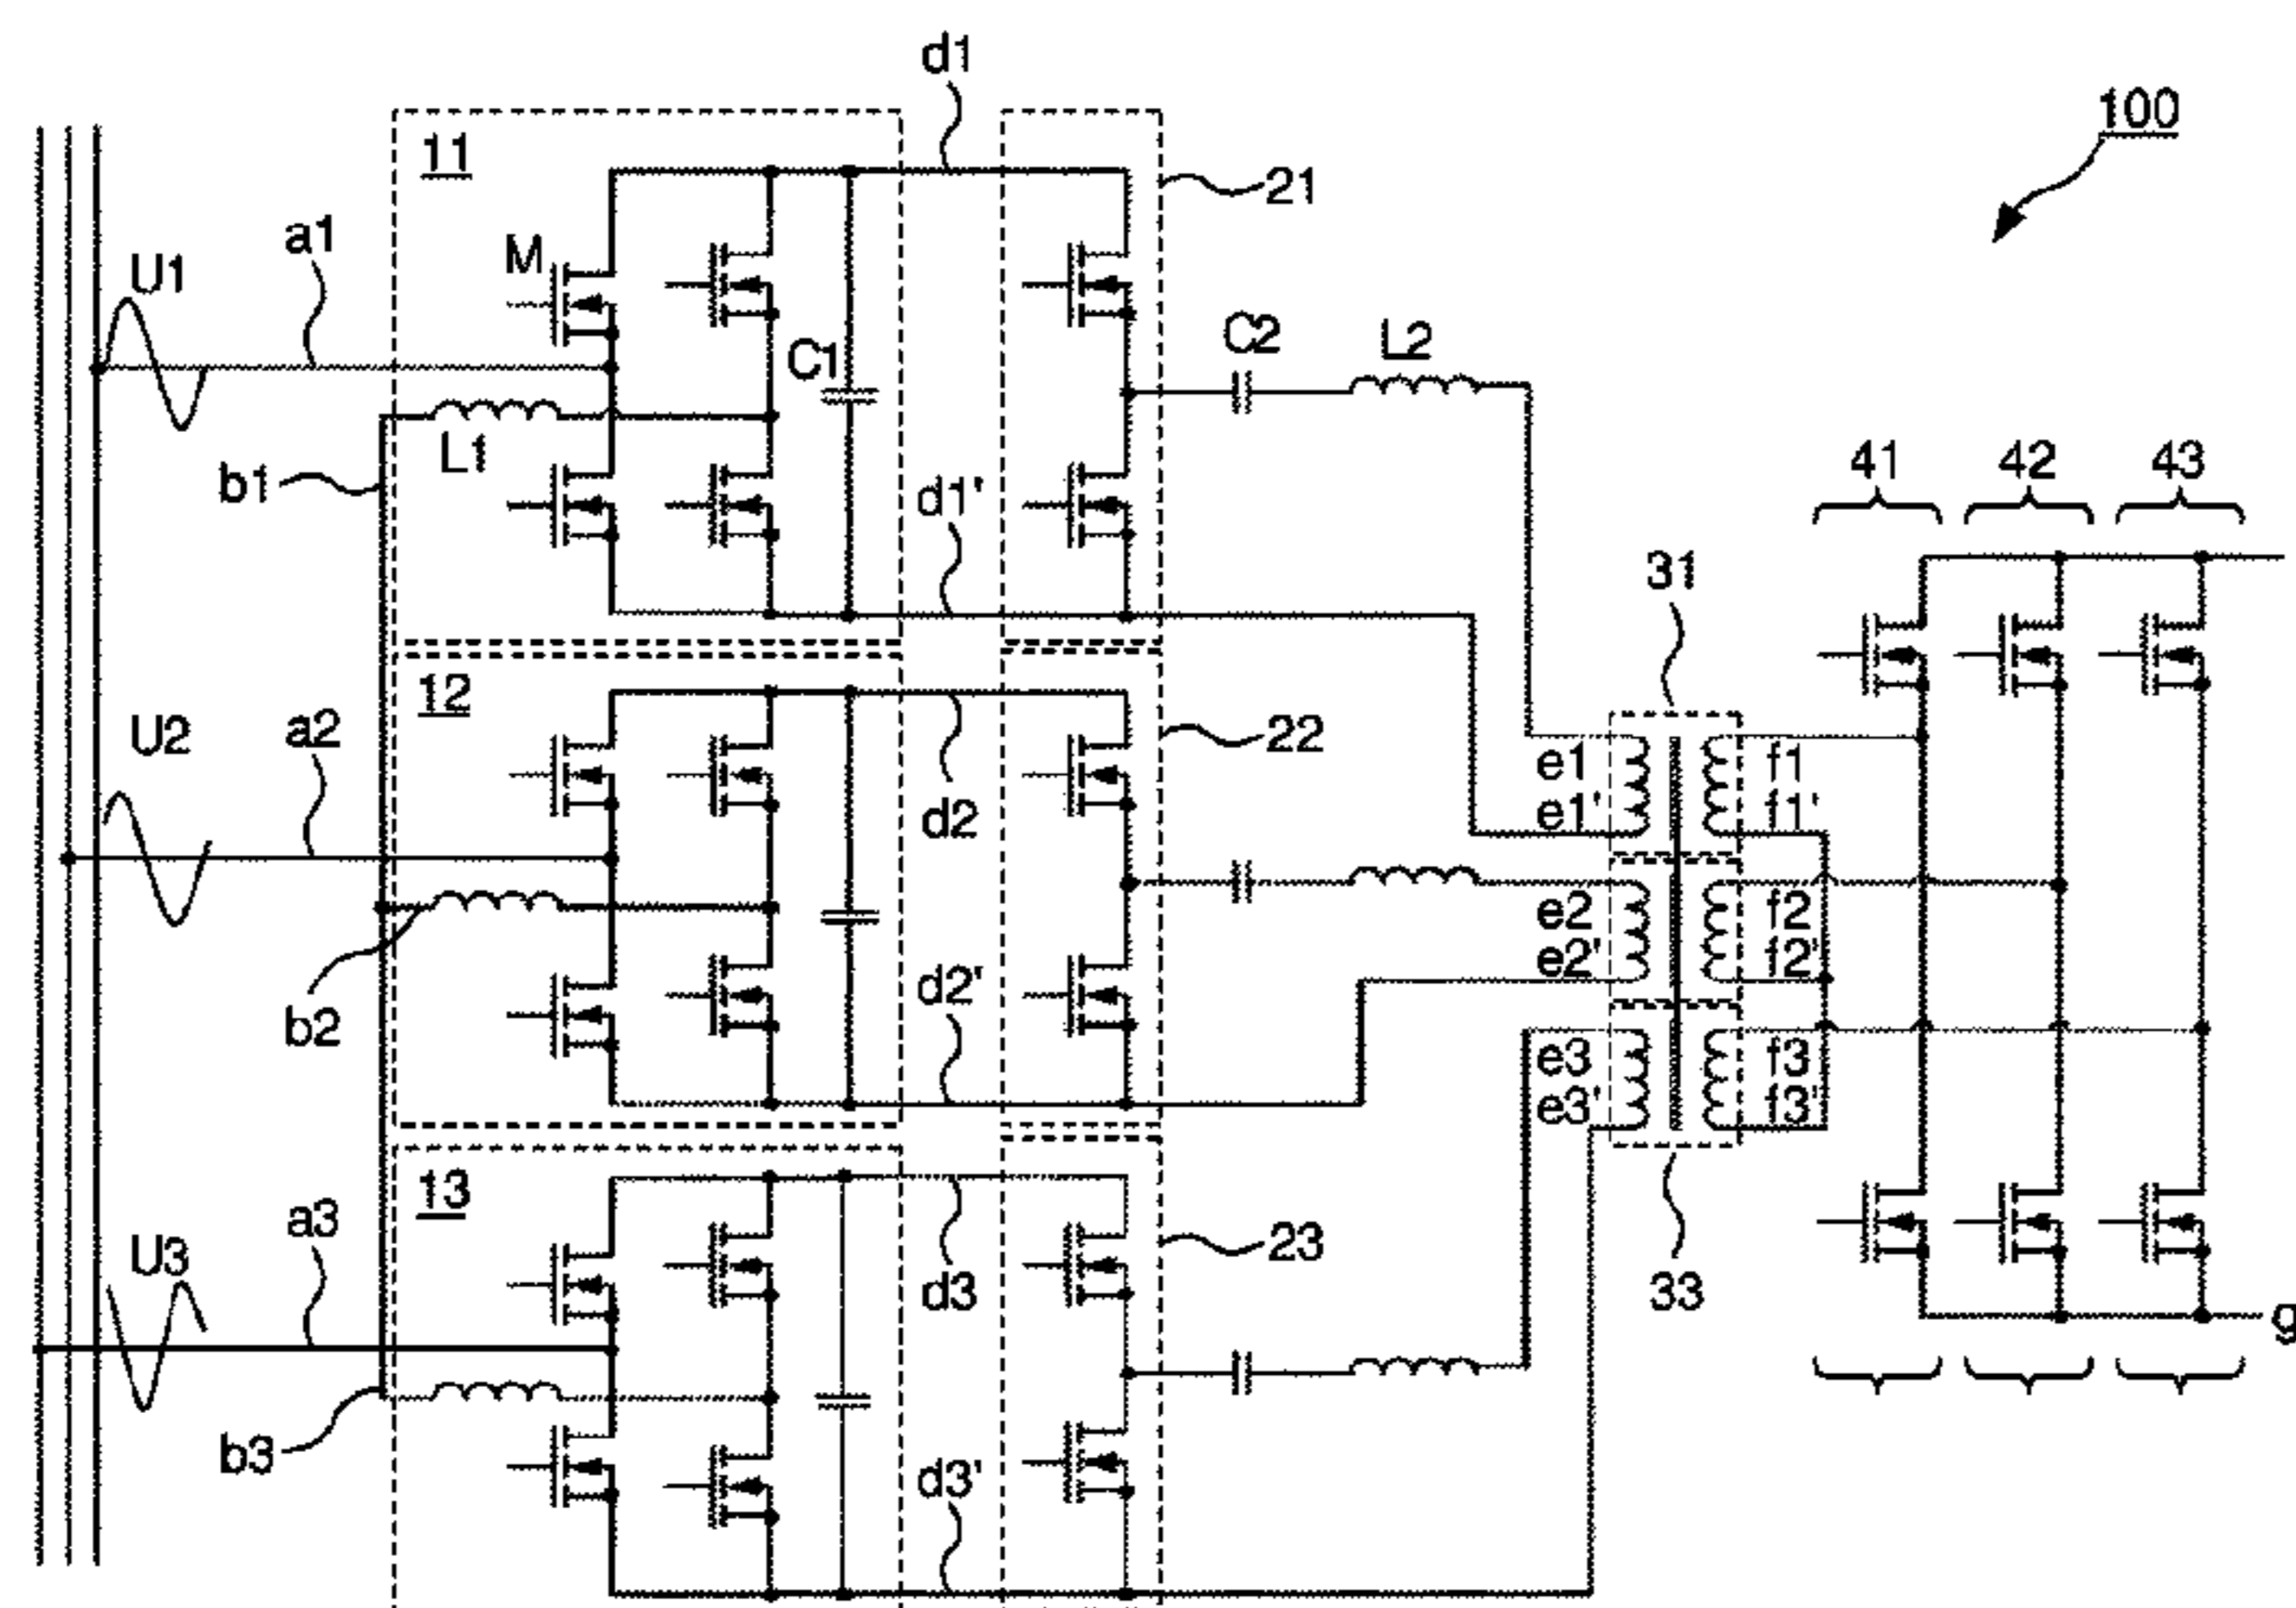 d1
100
11
21
U1
a1
M
C1
C2
L2
L1
b1
d1'
41
42
43
31
12
U2
a2
22
d2
e1
f1
e1'
f1'
e2
f2
e2'
f2'
d2'
b2
e3
f3
e3'
f3'
13
a3
U3
23
d3
33
g
b3
d3'